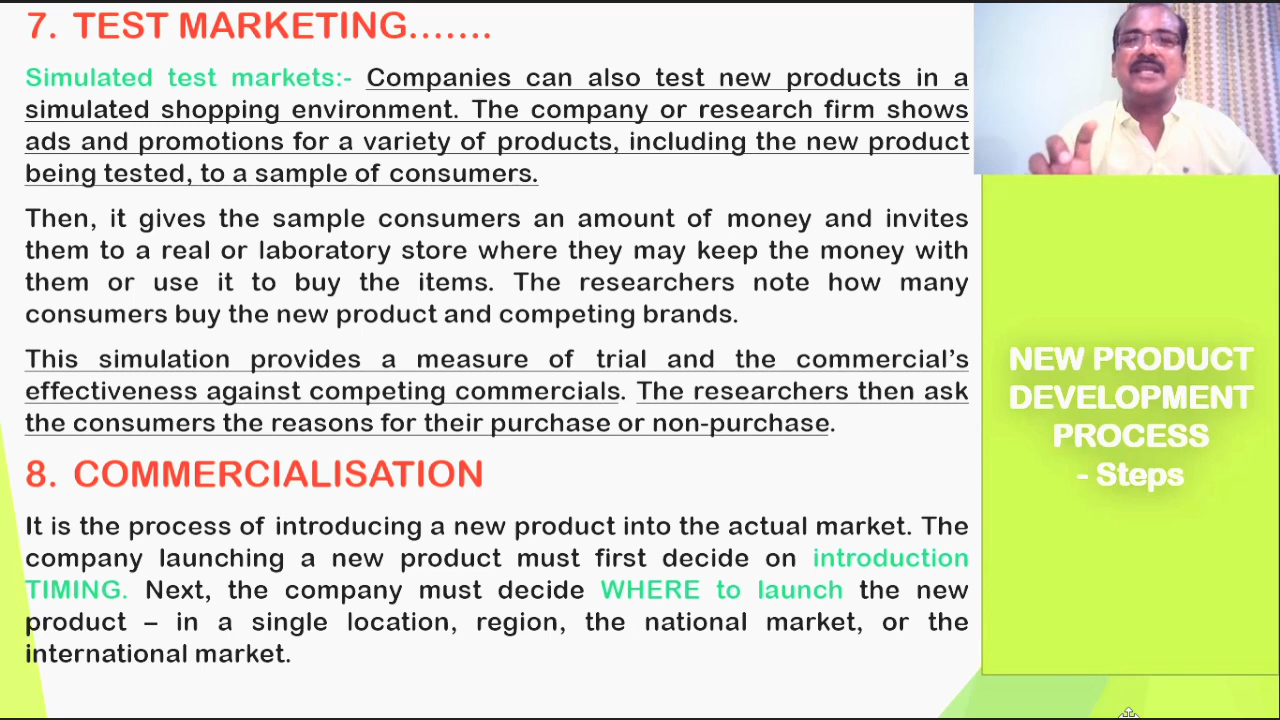 7. TEST MARKETING.......
Simulated test markets:- Companies can also test new products in a
simulated shopping environment. The company or research firm shows
ads and promotions for a variety of products, including the new product
being tested, to a sample of consumers.
Then, it gives the sample consumers an amount of money and invites
them to a real or laboratory store where they may keep the money with
them or use it to buy the items. The researchers note how many
consumers buy the new product and competing brands.
This simulation provides a measure of trial and the commercial’s
effectiveness against competing commercials. The researchers then ask
the consumers the reasons for their purchase or non-purchase.
8. COMMERCIALISATION
It is the process of introducing a new product into the actual market. The
company launching a new product must first decide on introduction
TIMING. Next, the company must decide WHERE to launch the new
product – in a single location, region, the national market, or the
international market.
NEW PRODUCT
DEVELOPMENT
PROCESS
- Steps